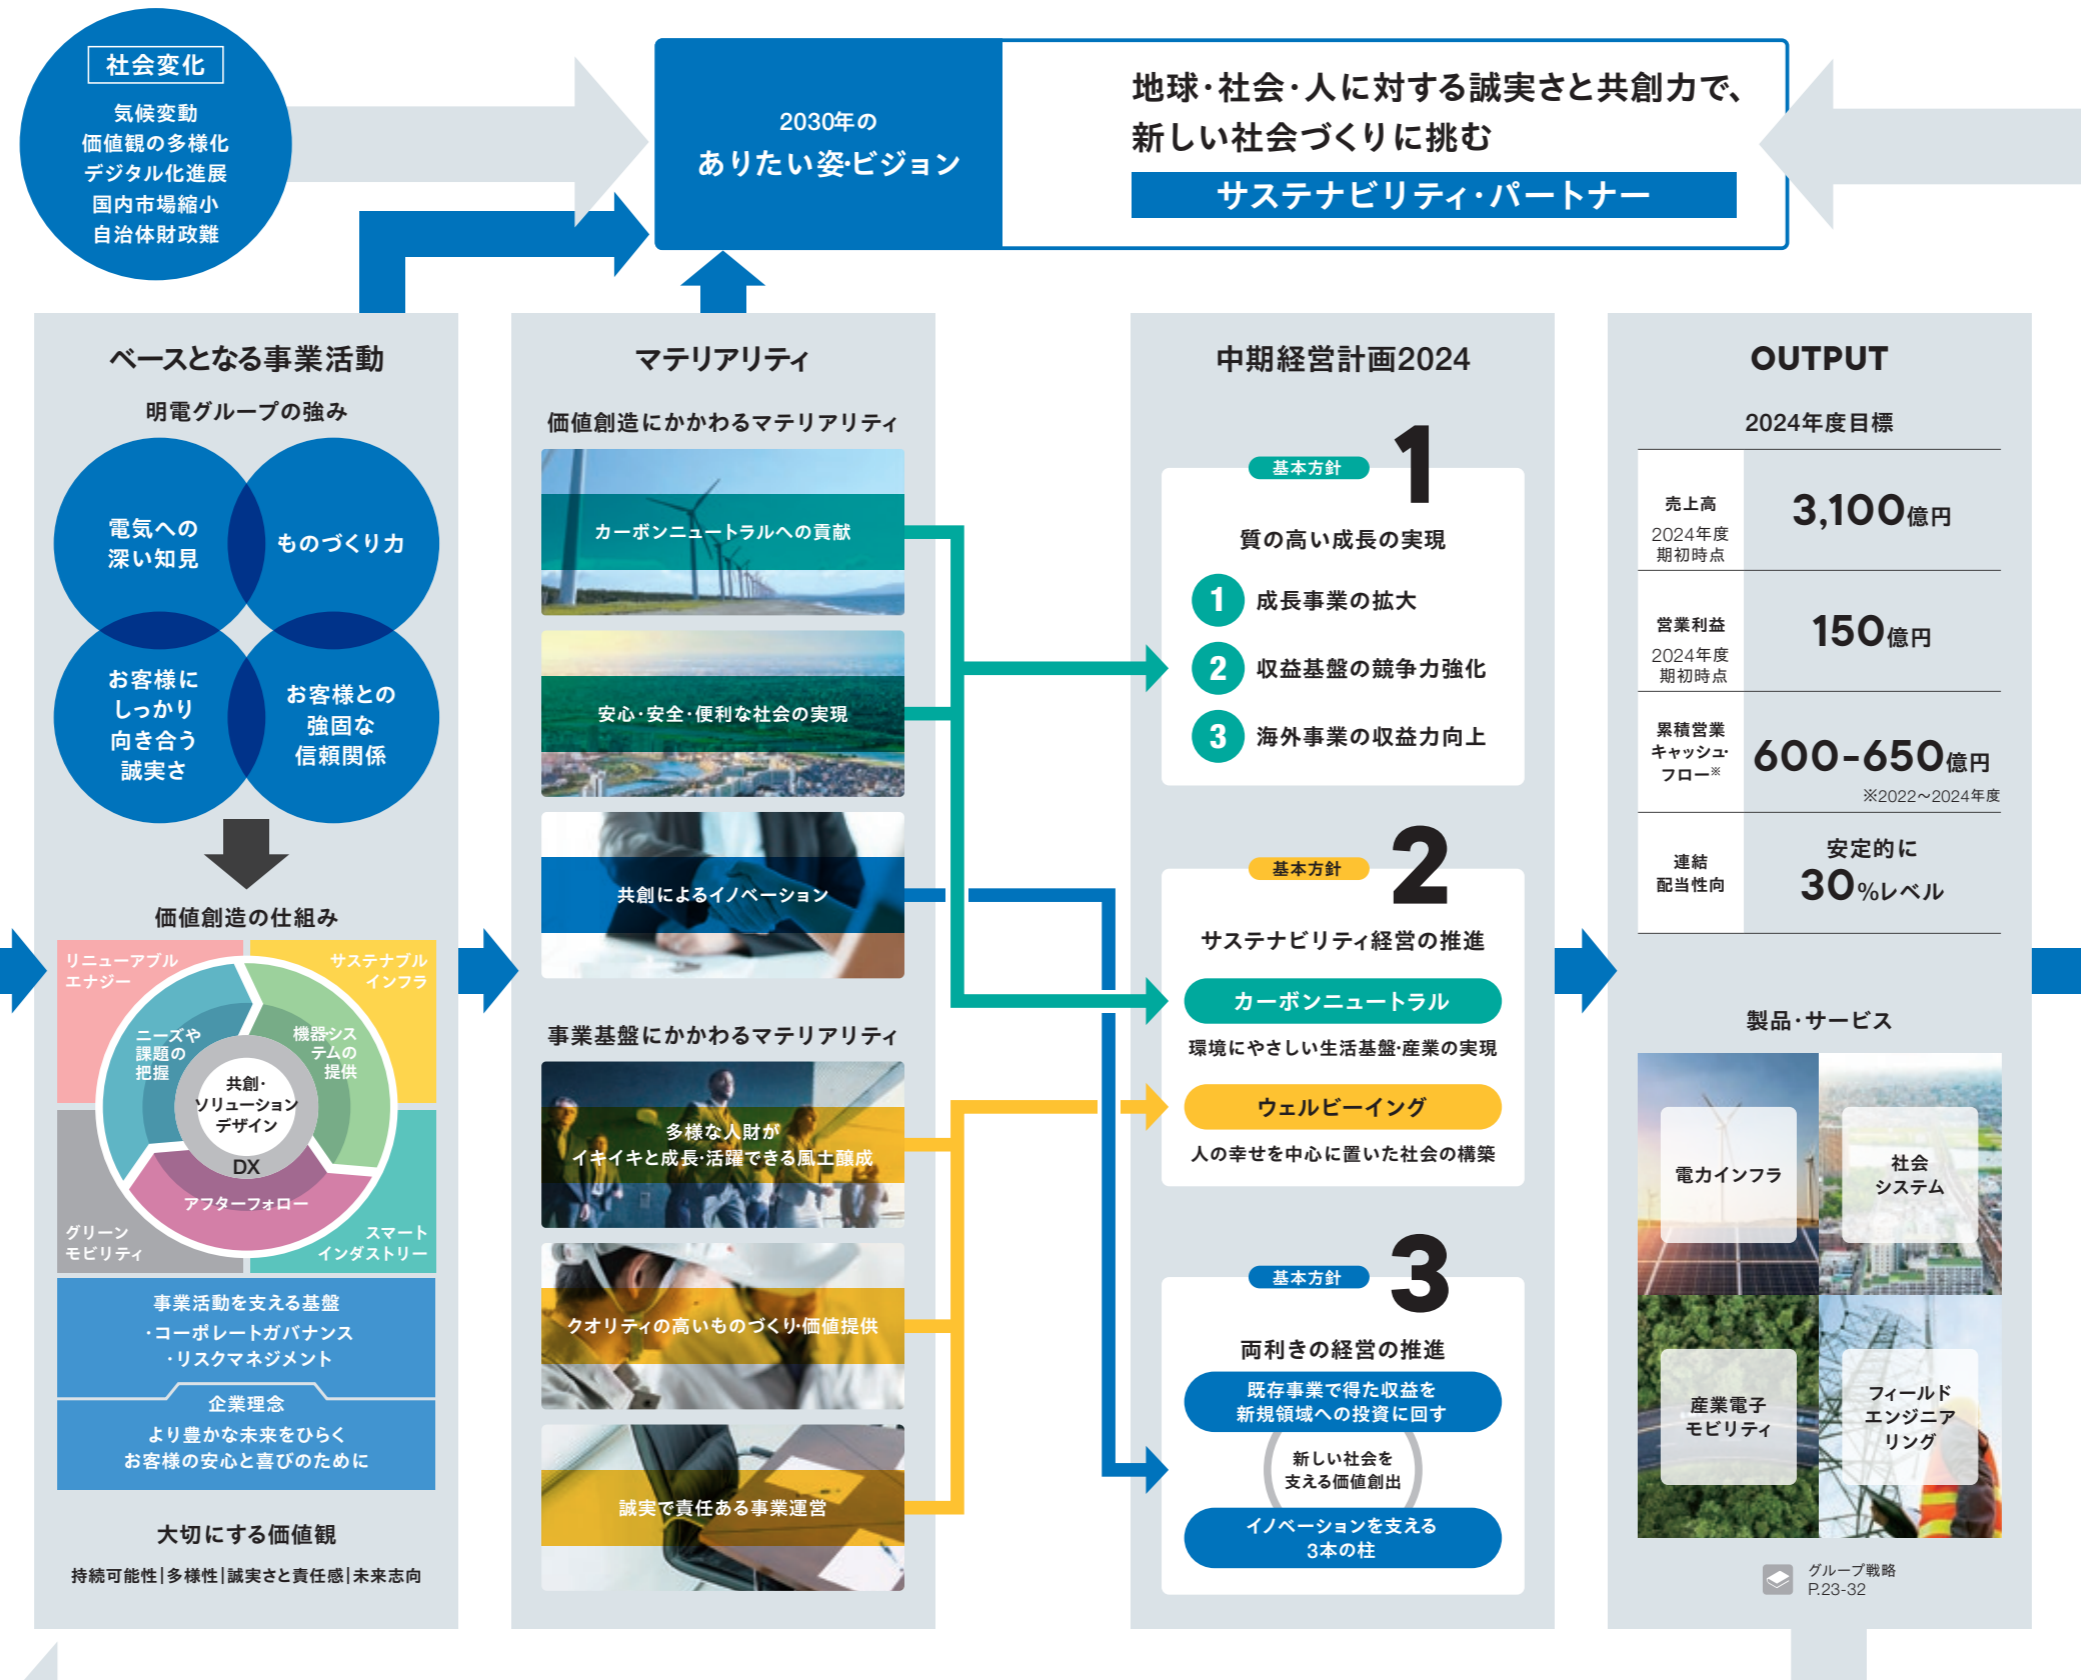 社会変化
気候変動
価値観の多様化
デジタル化進展
国内市場縮小
自治体財政難
2030年の
ありたい姿・ビジョン
地球・社会・人に対する誠実さと共創力で、
新しい社会づくりに挑む
サステナビリティ・パートナー
ベースとなる事業活動
明電グループの強み
電気への
深い知見
ものづくり力
お客様に
しっかり
向き合う
誠実さ
お客様との
強固な
信頼関係
価値創造の仕組み
リニューアブル
エナジー
サステナブル
インフラ
ニーズや
課題の
把握
機器シス
テムの
提供
共創・
ソリューション
デザイン
DX
アフターフォロー
グリーン
モビリティ
スマート
インダストリー
事業活動を支える基盤
・コーポレートガバナンス
・リスクマネジメント
企業理念
より豊かな未来をひらく
お客様の安心と喜びのために
大切にする価値観
持続可能性|多様性|誠実さと責任感|未来志向
マテリアリティ
価値創造にかかわるマテリアリティ
カーボンニュートラルへの貢献
安心・安全・便利な社会の実現
共創によるイノベーション
事業基盤にかかわるマテリアリティ
多様な人財が
イキイキと成長・活躍できる風土醸成
クオリティの高いものづくり・価値提供
誠実で責任ある事業運営
中期経営計画2024
基本方針 1
質の高い成長の実現
1 成長事業の拡大
2 収益基盤の競争力強化
3 海外事業の収益力向上
基本方針 2
サステナビリティ経営の推進
カーボンニュートラル
環境にやさしい生活基盤・産業の実現
ウェルビーイング
人の幸せを中心に置いた社会の構築
基本方針 3
両利きの経営の推進
既存事業で得た収益を
新規領域への投資に回す
新しい社会を
支える価値創出
イノベーションを支える
3本の柱
OUTPUT
2024年度目標
売上高
2024年度
期初時点
3,100億円
営業利益
2024年度
期初時点
150億円
累積営業
キャッシュ・
フロー※
600-650億円
※2022〜2024年度
連結
配当性向
安定的に
30%レベル
製品・サービス
電力インフラ
社会
システム
産業電子
モビリティ
フィールド
エンジニア
リング
グループ戦略
P.23-32